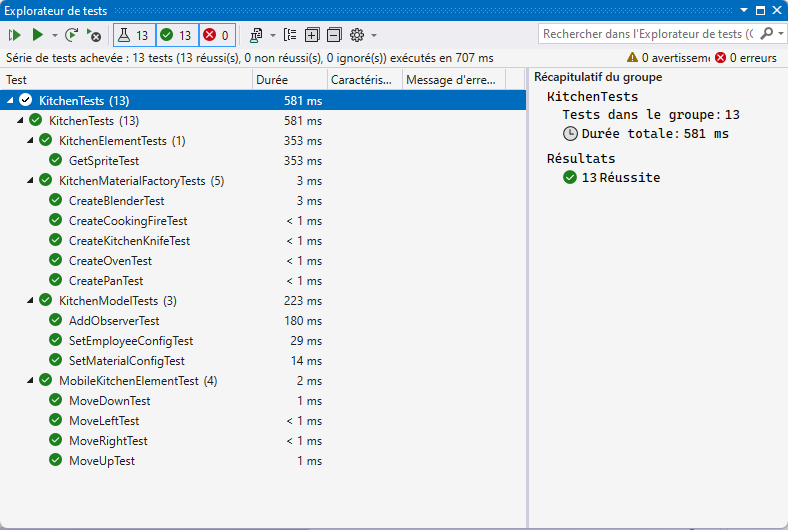 Explorateur de tests
13 13 0
Rechercher dans l'Explorateur de tests (C
Série de tests achevée : 13 tests (13 réussi(s), 0 non réussi(s), 0 ignoré(s)) exécutés en 707 ms
0 avertisseme 0 erreurs
Test Durée Caractéris... Message d'erre...
KitchenTests (13) 581 ms
KitchenTests (13) 581 ms
KitchenElementTests (1) 353 ms
GetSpriteTest 353 ms
KitchenMaterialFactoryTests (5) 3 ms
CreateBlenderTest 3 ms
CreateCookingFireTest < 1 ms
CreateKitchenKnifeTest < 1 ms
CreateOvenTest < 1 ms
CreatePanTest < 1 ms
KitchenModelTests (3) 223 ms
AddObserverTest 180 ms
SetEmployeeConfigTest 29 ms
SetMaterialConfigTest 14 ms
MobileKitchenElementTest (4) 2 ms
MoveDownTest 1 ms
MoveLeftTest < 1 ms
MoveRightTest < 1 ms
MoveUpTest 1 ms
Récapitulatif du groupe
KitchenTests
Tests dans le groupe: 13
Durée totale: 581 ms
Résultats
13 Réussite